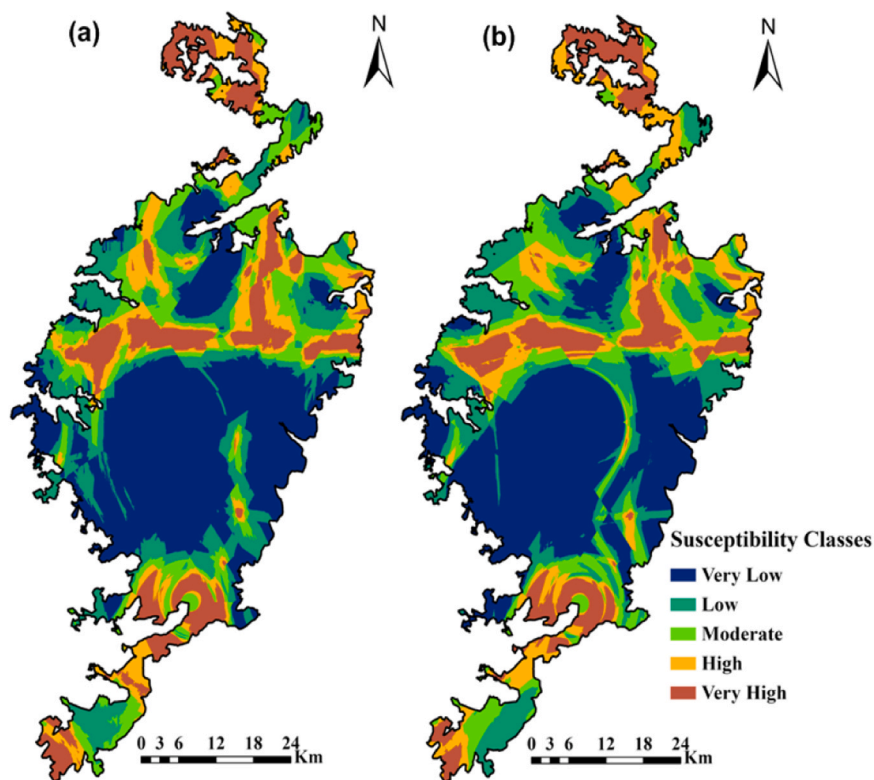 (a)
N
(b)
N
Susceptibility Classes
Very Low
Low
Moderate
High
Very High
0 3 6 12 18 24
Km
0 3 6 12 18 24
Km